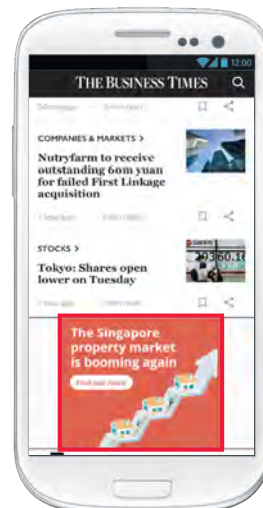 12:00
THE BUSINESS TIMES
COMPANIES & MARKETS >
Nutryfarm to receive
outstanding 60m yuan
for failed First Linkage
acquisition
STOCKS >
Tokyo: Shares open
lower on Tuesday
The Singapore
property market
is booming again
Find out more